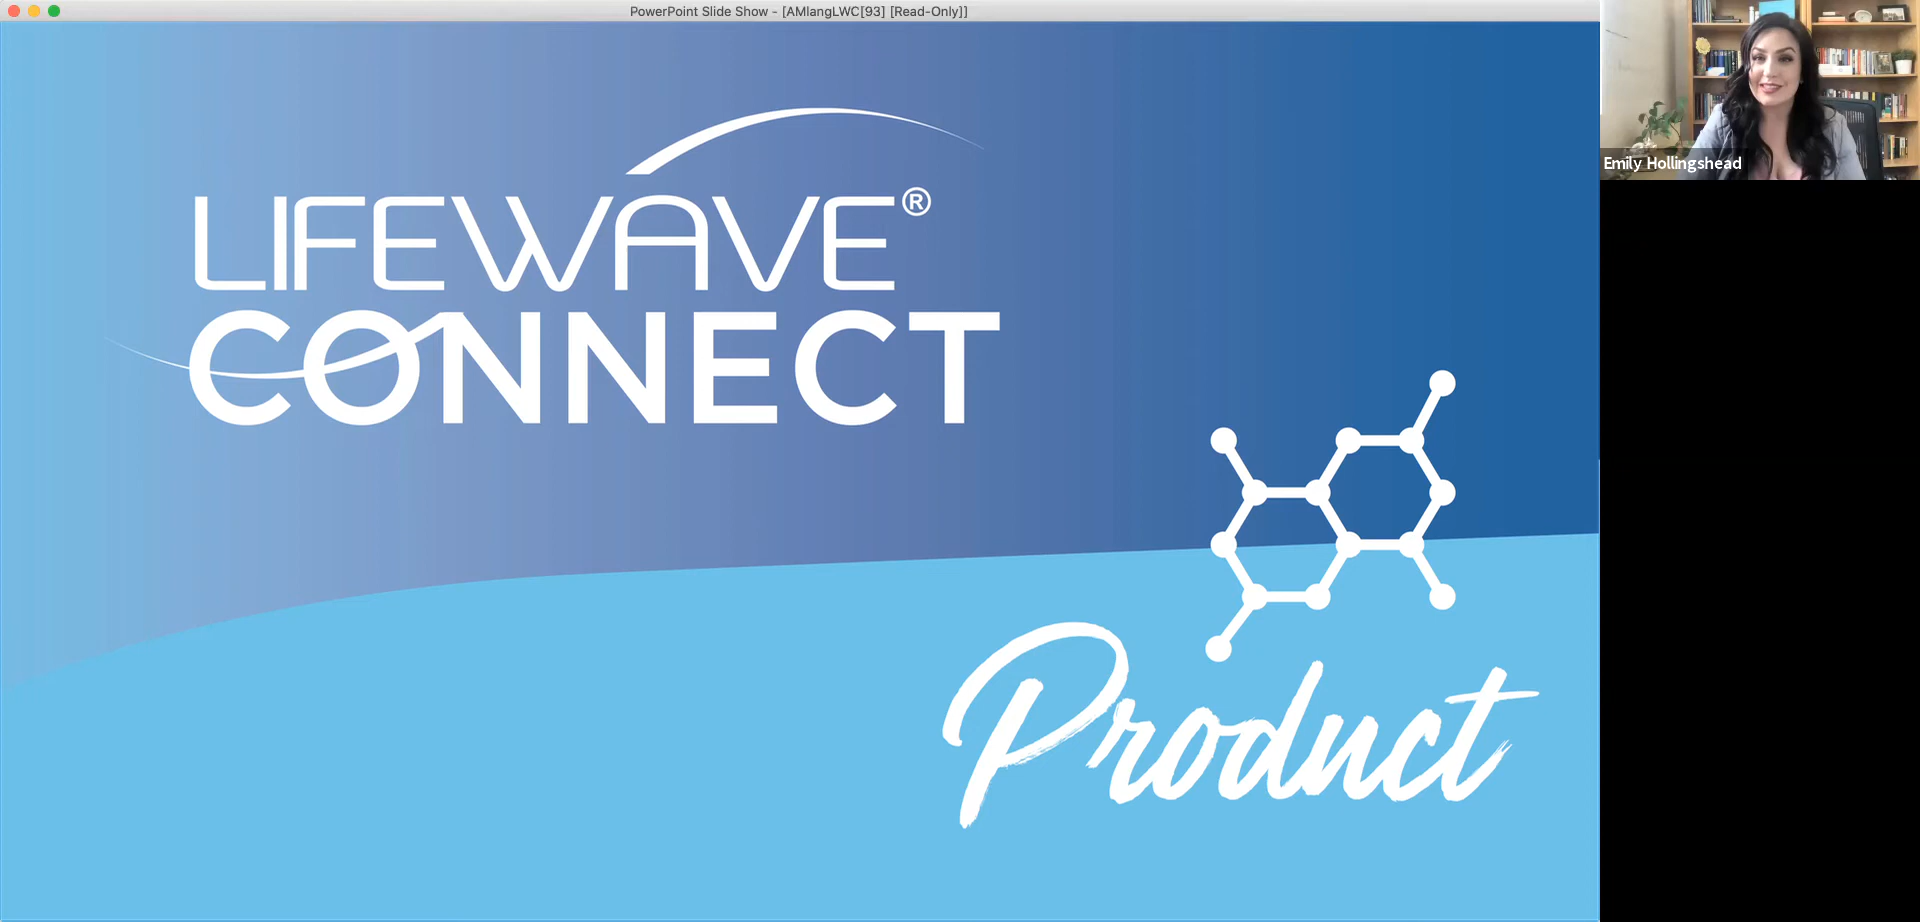 PowerPoint Slide Show - [AMlangLWC[93] [Read-Only]]
LIFEWAVE®
CONNECT
Product
Emily Hollingshead